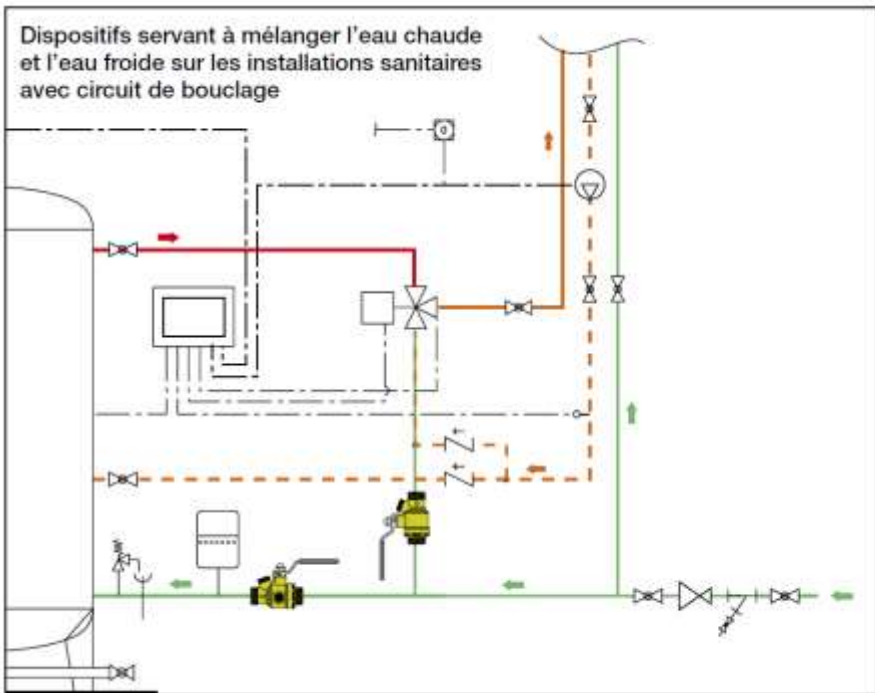 Dispositifs servant à mélanger l'eau chaude
et l'eau froide sur les installations sanitaires
avec circuit de bouclage